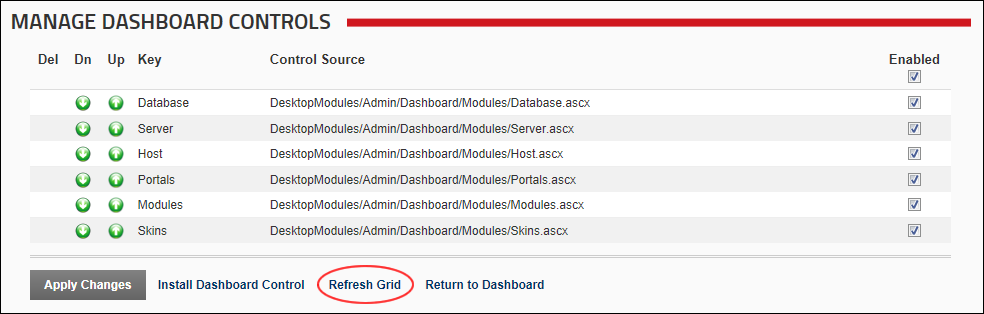 MANAGE DASHBOARD CONTROLS
Del Dn Up Key Control Source Enabled
Database DesktopModules/Admin/Dashboard/Modules/Database.ascx
Server DesktopModules/Admin/Dashboard/Modules/Server.ascx
Host DesktopModules/Admin/Dashboard/Modules/Host.ascx
Portals DesktopModules/Admin/Dashboard/Modules/Portals.ascx
Modules DesktopModules/Admin/Dashboard/Modules/Modules.ascx
Skins DesktopModules/Admin/Dashboard/Modules/Skins.ascx
Apply Changes Install Dashboard Control Refresh Grid Return to Dashboard